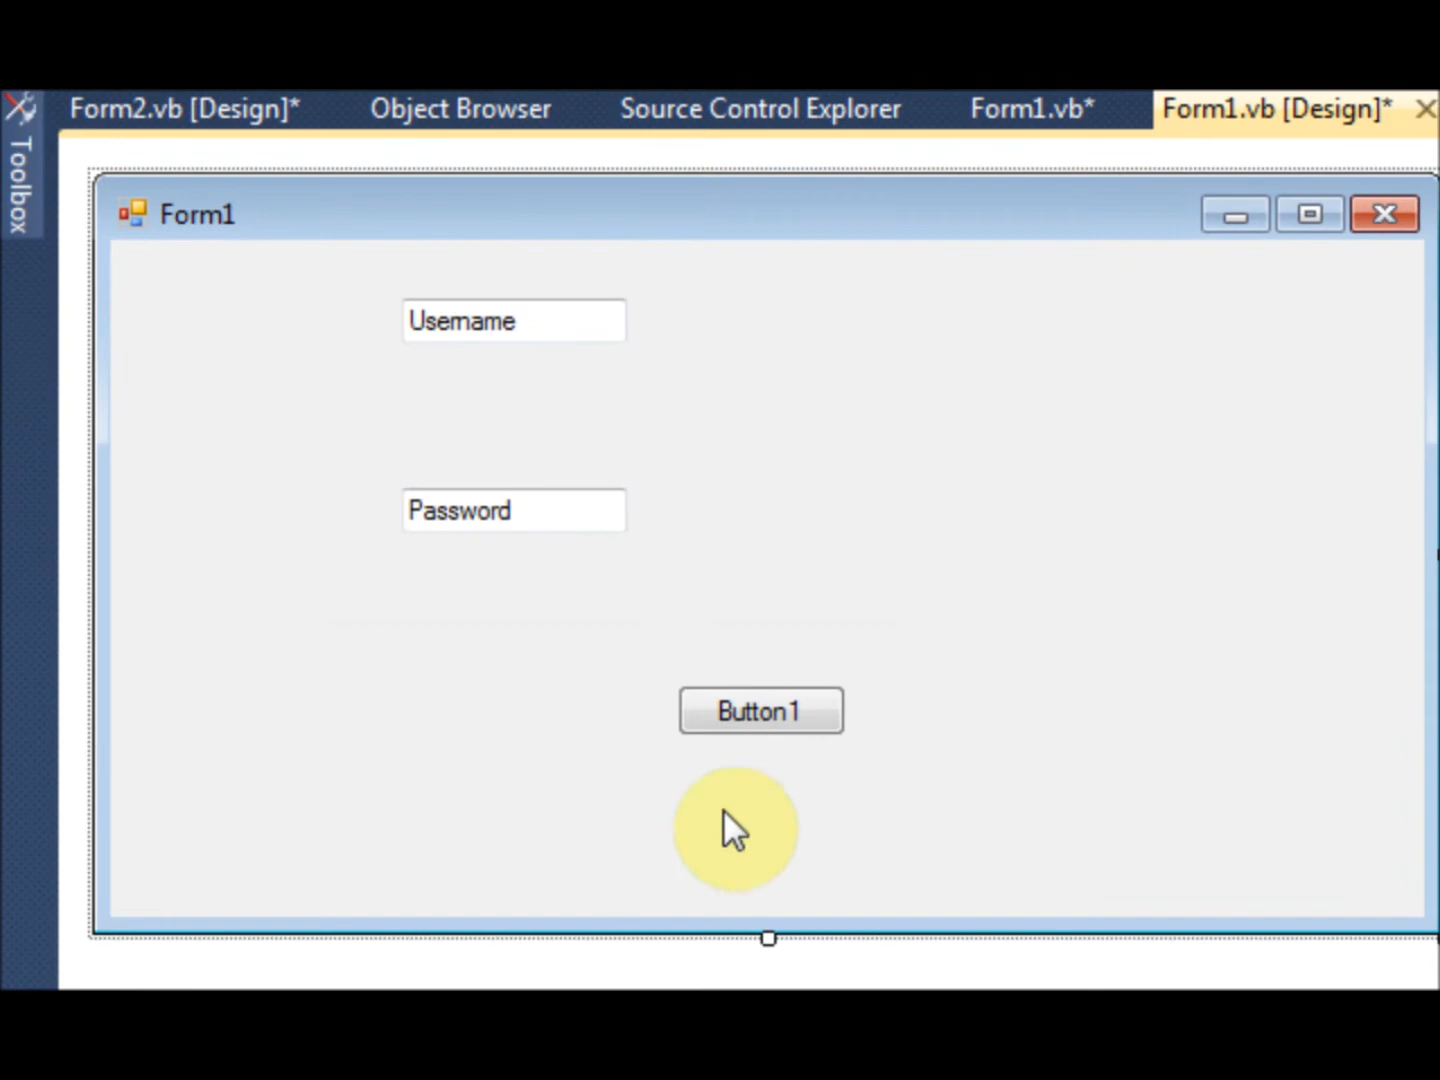 Form2.vb [Design]* Object Browser Source Control Explorer Form1.vb* Form1.vb [Design]*
Toolbox
Form1
Username
Password
Button1